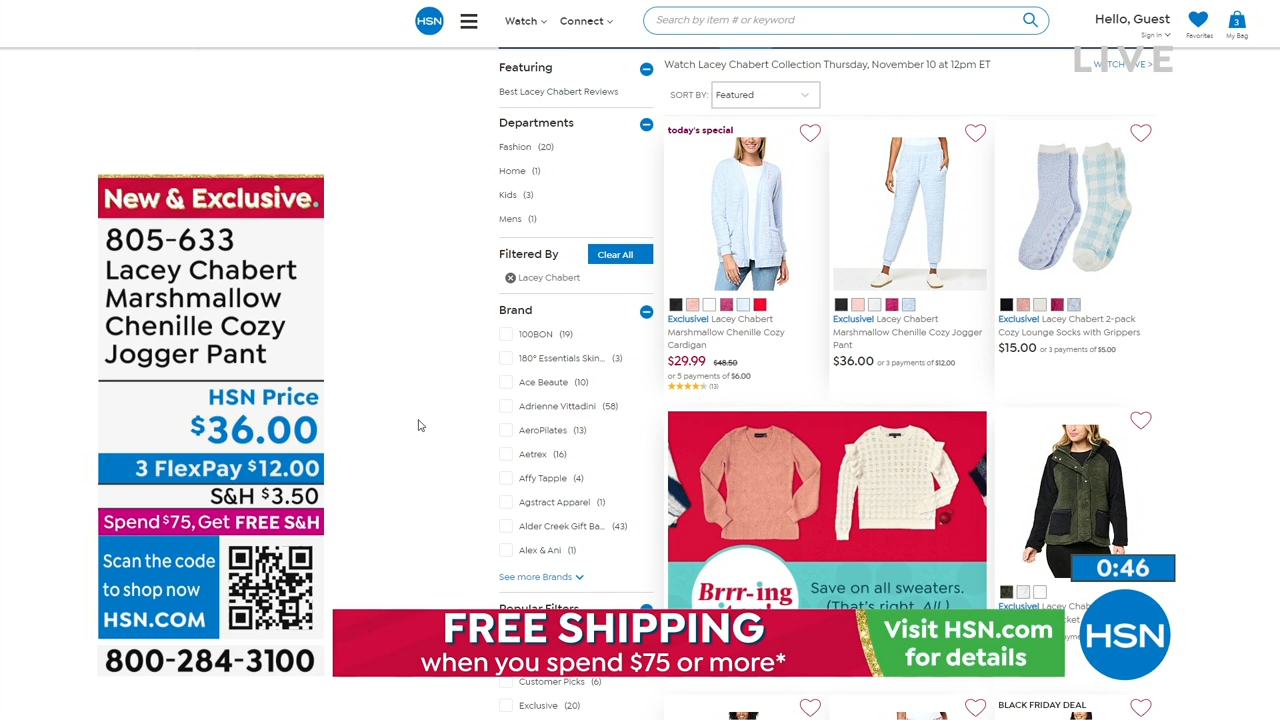 HSN
Watch
Connect
Search by item # or keyword
Hello, Guest
Sign in
Favorites
3
My Bag
LIVE
Featuring
Best Lacey Chabert Reviews
Departments
Fashion (20)
Home (1)
Kids (3)
Mens (1)
Filtered By
Clear All
Lacey Chabert
Brand
100BON (19)
180° Essentials Skin... (3)
Ace Beaute (10)
Adrienne Vittadini (58)
AeroPilates (13)
Aetrex (16)
Affy Tapple (4)
Agstract Apparel (1)
Alder Creek Gift Ba... (43)
Alex & Ani (1)
See more Brands
Popular Filters
Customer Picks (6)
Exclusive (20)
Watch Lacey Chabert Collection Thursday, November 10 at 12pm ET
SORT BY: Featured
today's special
Exclusive! Lacey Chabert
Marshmallow Chenille Cozy
Cardigan
$29.99 $48.50
or 5 payments of $6.00
(13)
Exclusive! Lacey Chabert
Marshmallow Chenille Cozy Jogger
Pant
$36.00 or 3 payments of $12.00
Exclusive! Lacey Chabert 2-pack
Cozy Lounge Socks with Grippers
$15.00 or 3 payments of $5.00
Brrr-ing
Save on all sweaters.
(That's right, ALL)
Exclusive! Lacey
BLACK FRIDAY DEAL
0:46
New & Exclusive.
805-633
Lacey Chabert
Marshmallow
Chenille Cozy
Jogger Pant
HSN Price
$36.00
3 FlexPay $12.00
S&H $3.50
Spend $75, Get FREE S&H
Scan the code
to shop now
HSN.COM
800-284-3100
FREE SHIPPING
when you spend $75 or more*
Visit HSN.com
for details
HSN